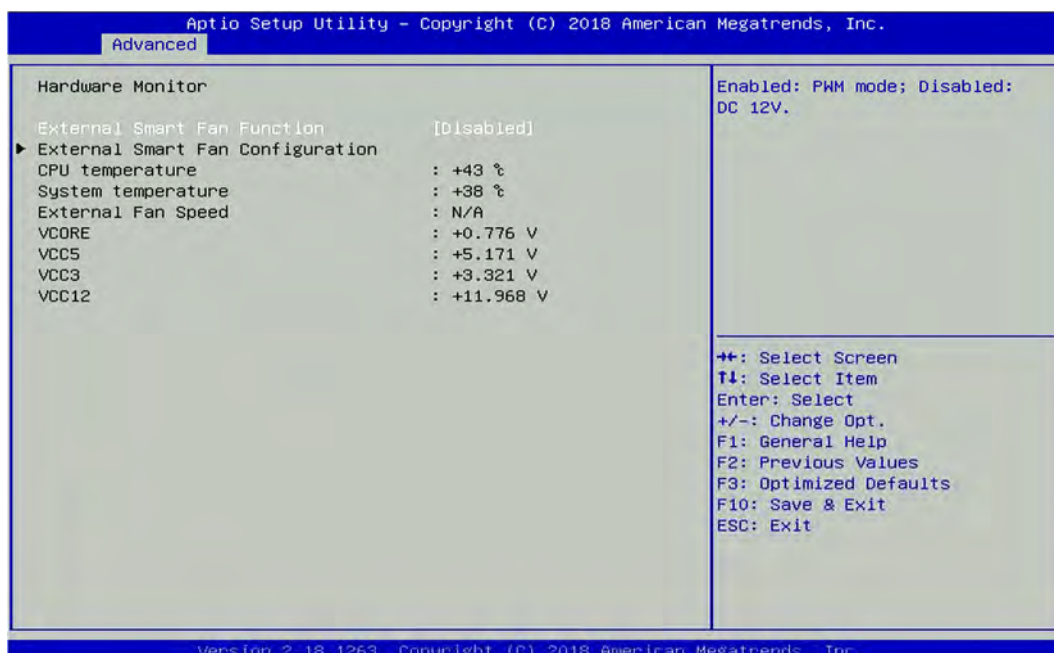 Aptio Setup Utility – Copyright (C) 2018 American Megatrends, Inc.
Advanced
Hardware Monitor
External Smart Fan Function [Disabled]
▶ External Smart Fan Configuration
CPU temperature : +43 ℃
System temperature : +38 ℃
External Fan Speed : N/A
VCORE : +0.776 V
VCC5 : +5.171 V
VCC3 : +3.321 V
VCC12 : +11.968 V
Enabled: PWM mode; Disabled:
DC 12V.
→←: Select Screen
↑↓: Select Item
Enter: Select
+/-: Change Opt.
F1: General Help
F2: Previous Values
F3: Optimized Defaults
F10: Save & Exit
ESC: Exit
Version 2.18.1263. Copyright (C) 2018 American Megatrends, Inc.